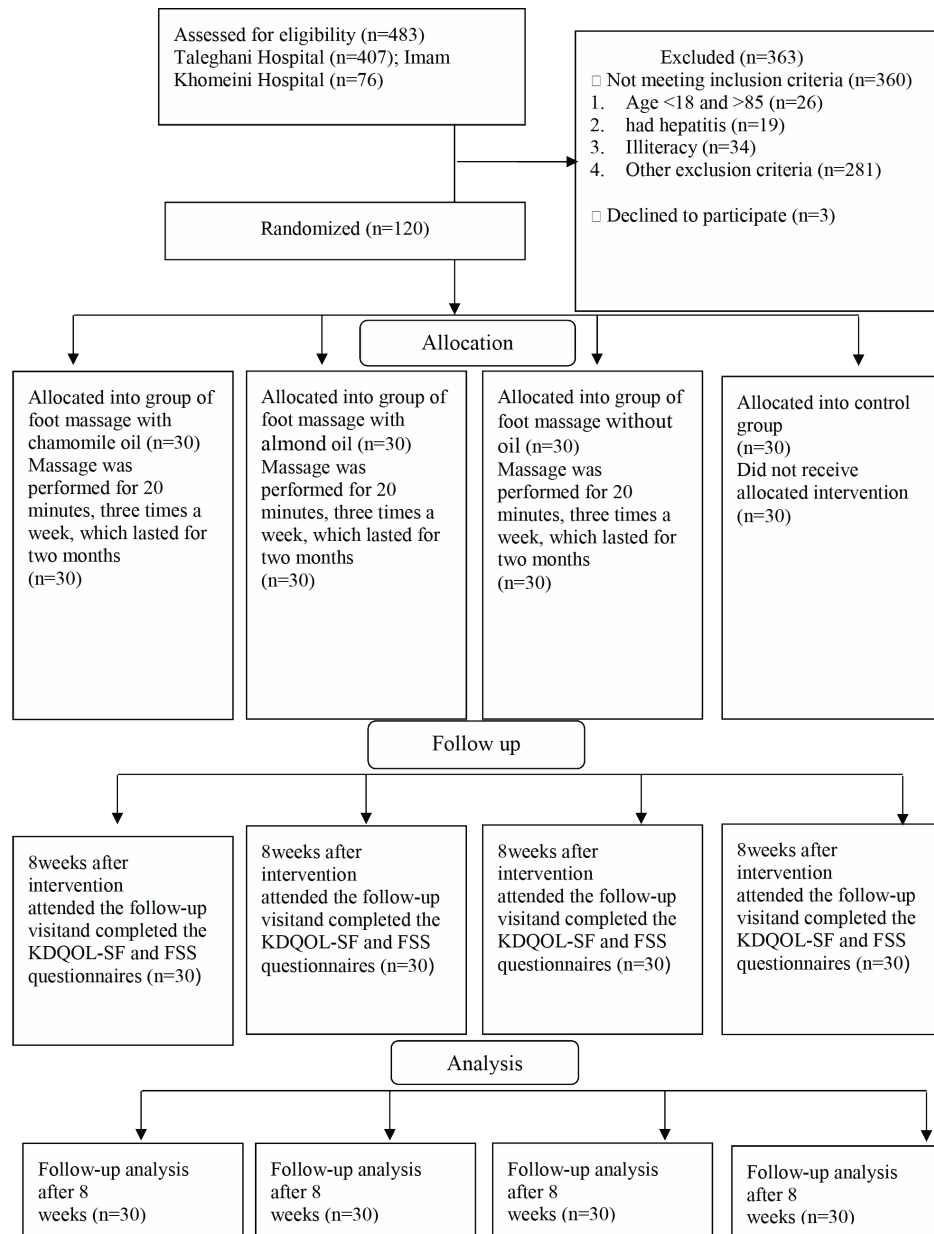 Assessed for eligibility (n=483)
Taleghani Hospital (n=407); Imam
Khomeini Hospital (n=76)
Excluded (n=363)
□ Not meeting inclusion criteria (n=360)
1. Age <18 and >85 (n=26)
2. had hepatitis (n=19)
3. Illiteracy (n=34)
4. Other exclusion criteria (n=281)
□ Declined to participate (n=3)
Randomized (n=120)
Allocation
Allocated into group of
foot massage with
chamomile oil (n=30)
Massage was
performed for 20
minutes, three times a
week, which lasted for
two months
(n=30)
Allocated into group of
foot massage with
almond oil (n=30)
Massage was
performed for 20
minutes, three times a
week, which lasted for
two months
(n=30)
Allocated into group of
foot massage without
oil (n=30)
Massage was
performed for 20
minutes, three times a
week, which lasted for
two months
(n=30)
Allocated into control
group
(n=30)
Did not receive
allocated intervention
(n=30)
Follow up
8weeks after
intervention
attended the follow-up
visitand completed the
KDQOL-SF and FSS
questionnaires (n=30)
8weeks after
intervention
attended the follow-up
visitand completed the
KDQOL-SF and FSS
questionnaires (n=30)
8weeks after
intervention
attended the follow-up
visitand completed the
KDQOL-SF and FSS
questionnaires (n=30)
8weeks after
intervention
attended the follow-up
visitand completed the
KDQOL-SF and FSS
questionnaires (n=30)
Analysis
Follow-up analysis
after 8
weeks (n=30)
Follow-up analysis
after 8
weeks (n=30)
Follow-up analysis
after 8
weeks (n=30)
Follow-up analysis
after 8
weeks (n=30)